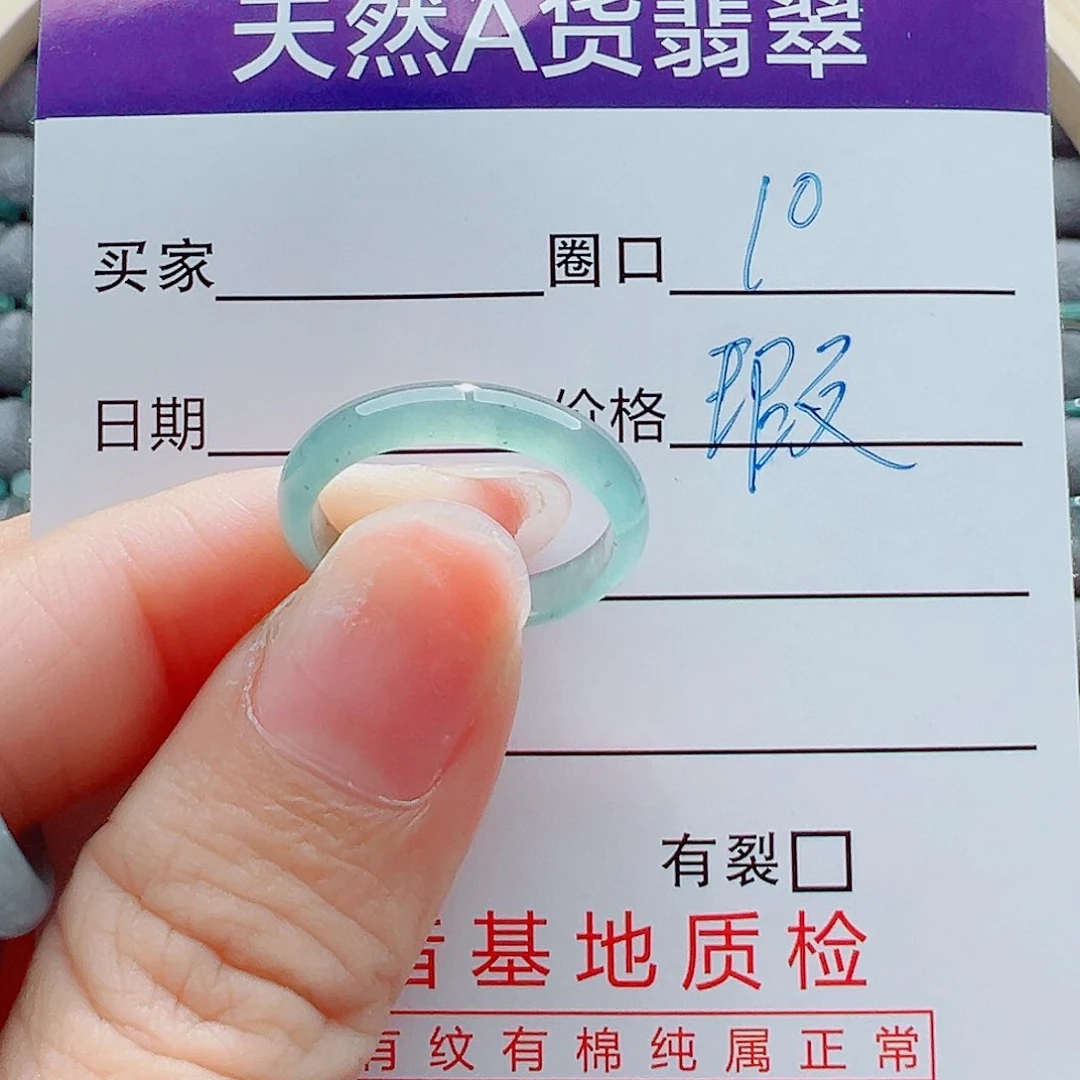 天然A货翡翠
买家 圈口 10
日期 价格 瑕
有裂
基地质检
有纹有棉纯属正常